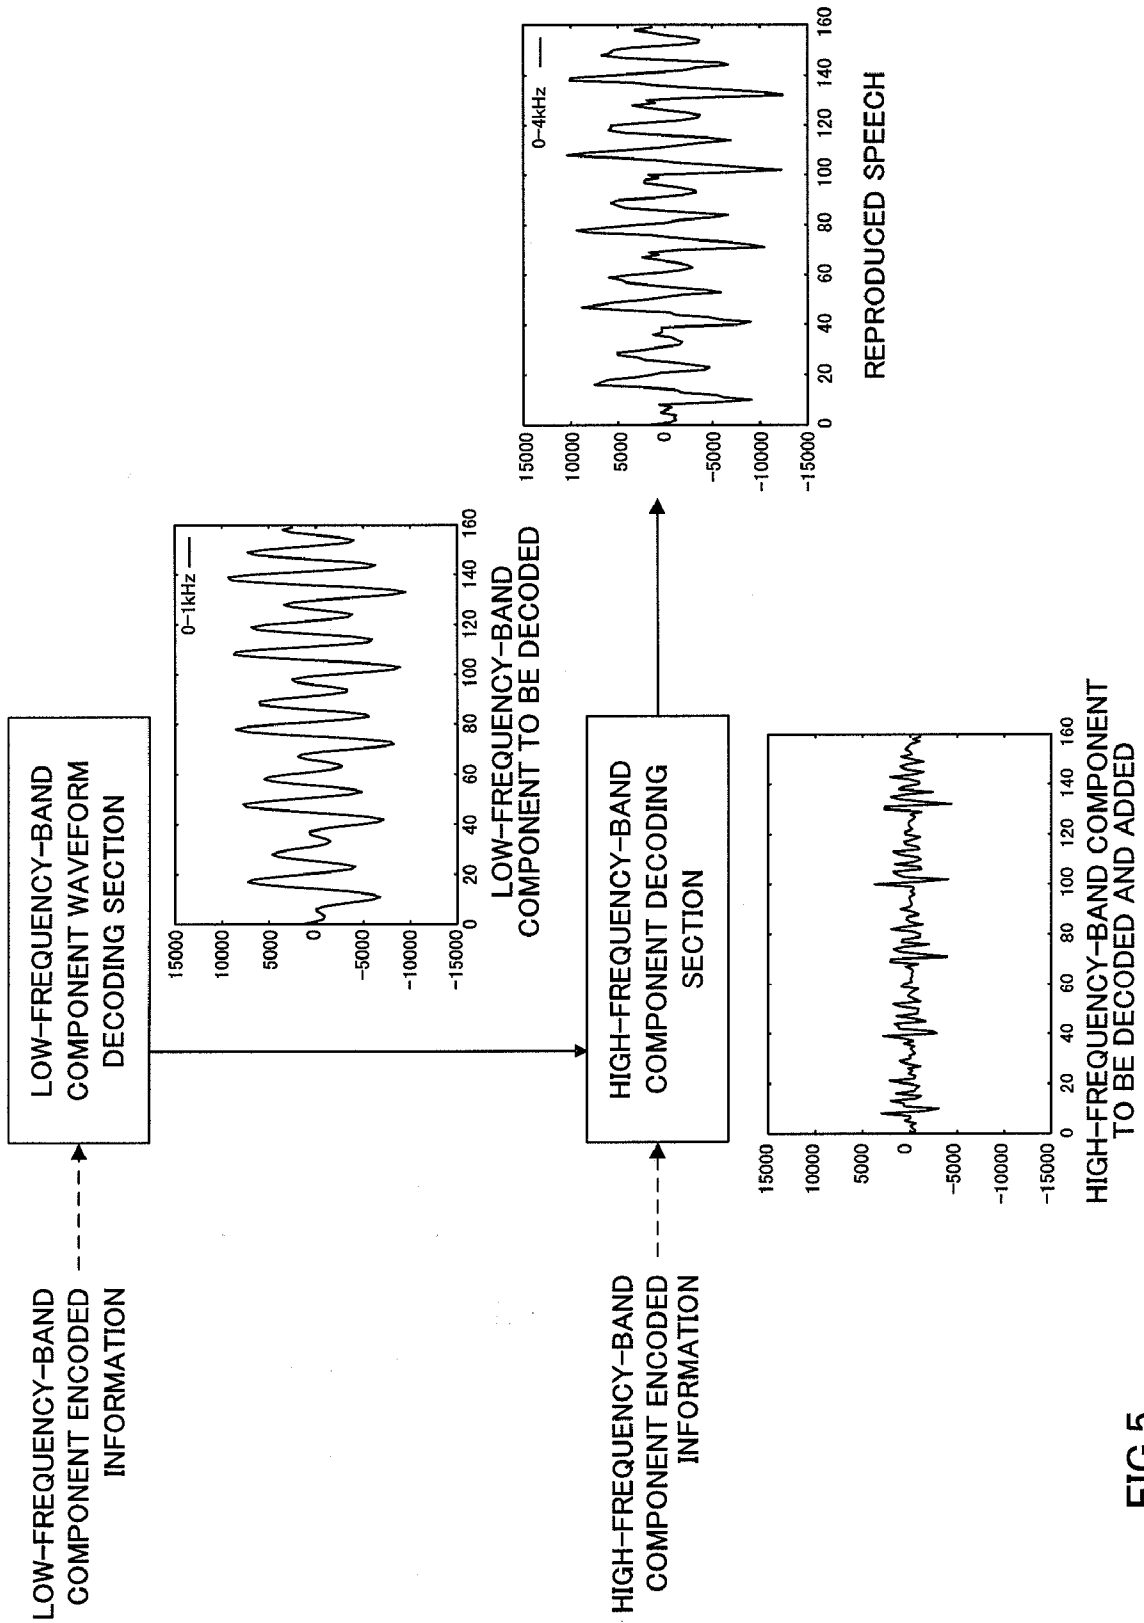 LOW-FREQUENCY-BAND
COMPONENT ENCODED
INFORMATION
LOW-FREQUENCY-BAND
COMPONENT WAVEFORM
DECODING SECTION
0-1kHz
15000
10000
5000
0
-5000
-10000
-15000
0 20 40 60 80 100 120 140 160
LOW-FREQUENCY-BAND
COMPONENT TO BE DECODED
HIGH-FREQUENCY-BAND
COMPONENT ENCODED
INFORMATION
HIGH-FREQUENCY-BAND
COMPONENT DECODING
SECTION
0-4kHz
15000
10000
5000
0
-5000
-10000
-15000
0 20 40 60 80 100 120 140 160
REPRODUCED SPEECH
15000
10000
5000
0
-5000
-10000
-15000
0 20 40 60 80 100 120 140 160
HIGH-FREQUENCY-BAND COMPONENT
TO BE DECODED AND ADDED
FIG.5